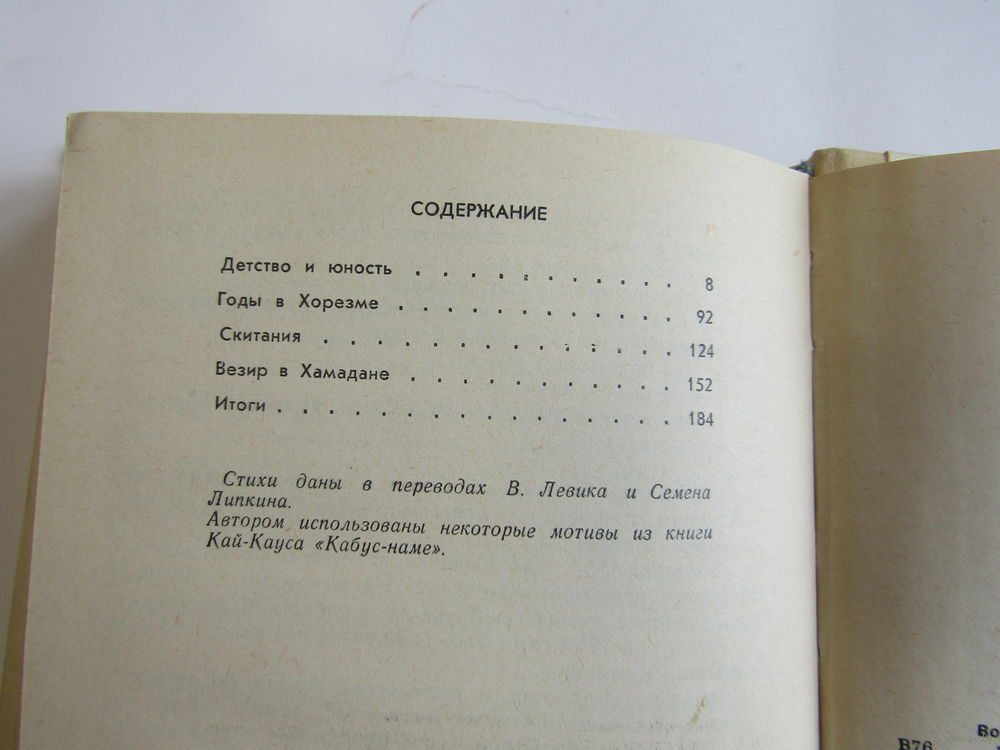 СОДЕРЖАНИЕ
Детство и юность . . . . . . . . . . 8
Годы в Хорезме . . . . . . . . . . . 92
Скитания . . . . . . . . . . . . . . 124
Везир в Хамадане . . . . . . . . . . 152
Итоги . . . . . . . . . . . . . . . 184
Стихи даны в переводах В. Левика и Семена
Липкина.
Автором использованы некоторые мотивы из книги
Кай-Кауса «Кабус-наме».
Во
В76